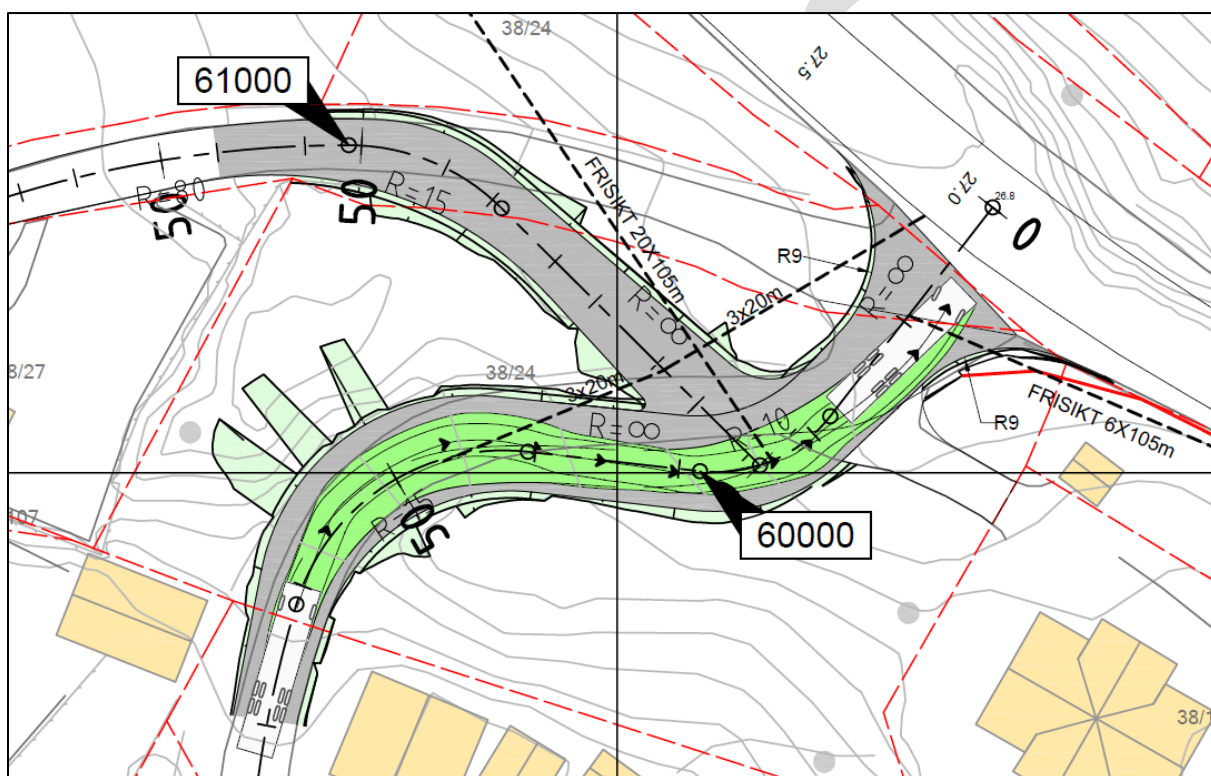 38/24
27.5
61000
R=80
50
50
R=15
FRISIKT 20X105m
27.0
26.8
0
R9
R=∞
R=∞
3x20m
8/27
38/24
3x20m
R=∞
R=10
R9
FRISIKT 6X105m
R=15
50
60000
38/1